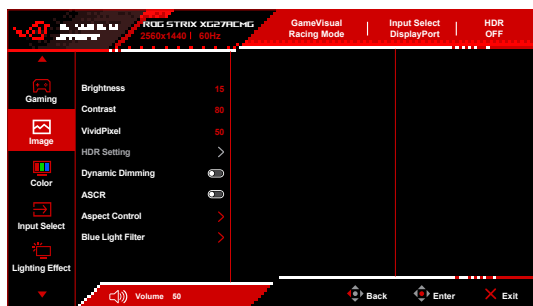 ROG STRIX XG27ACMG
2560x1440 | 60Hz
GameVisual
Racing Mode
Input Select
DisplayPort
HDR
OFF
Gaming
Image
Color
Input Select
Lighting Effect
Brightness 15
Contrast 80
VividPixel 50
HDR Setting
Dynamic Dimming
ASCR
Aspect Control
Blue Light Filter
Volume 50
Back
Enter
Exit